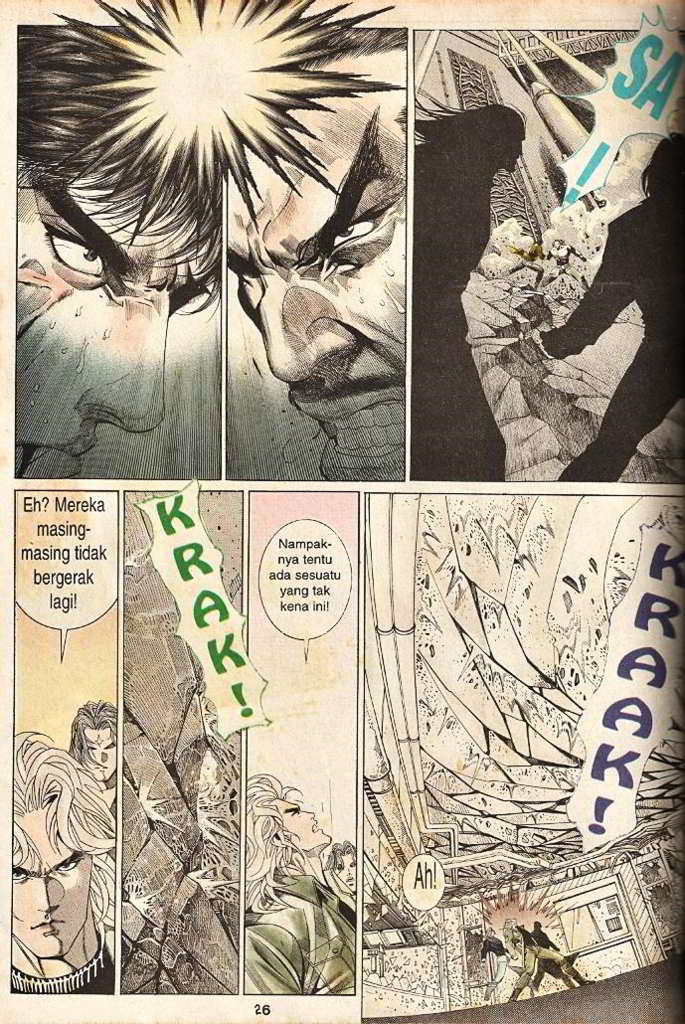 SA!
Eh? Mereka
masing-
masing tidak
bergerak
lagi!
KRAK!
Nampak-
nya tentu
ada sesuatu
yang tak
kena ini!
KRAAK!
Ah!
26